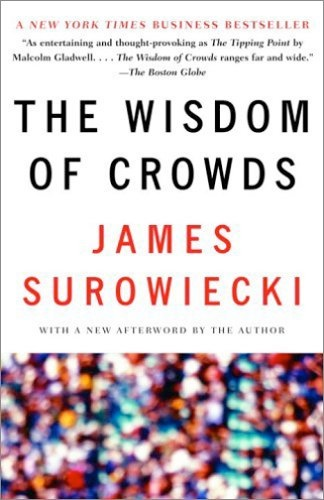 A NEW YORK TIMES BUSINESS BESTSELLER
“As entertaining and thought-provoking as The Tipping Point by
Malcolm Gladwell. . . . The Wisdom of Crowds ranges far and wide.”
—The Boston Globe
THE WISDOM
OF CROWDS
JAMES
SUROWIECKI
WITH A NEW AFTERWORD BY THE AUTHOR